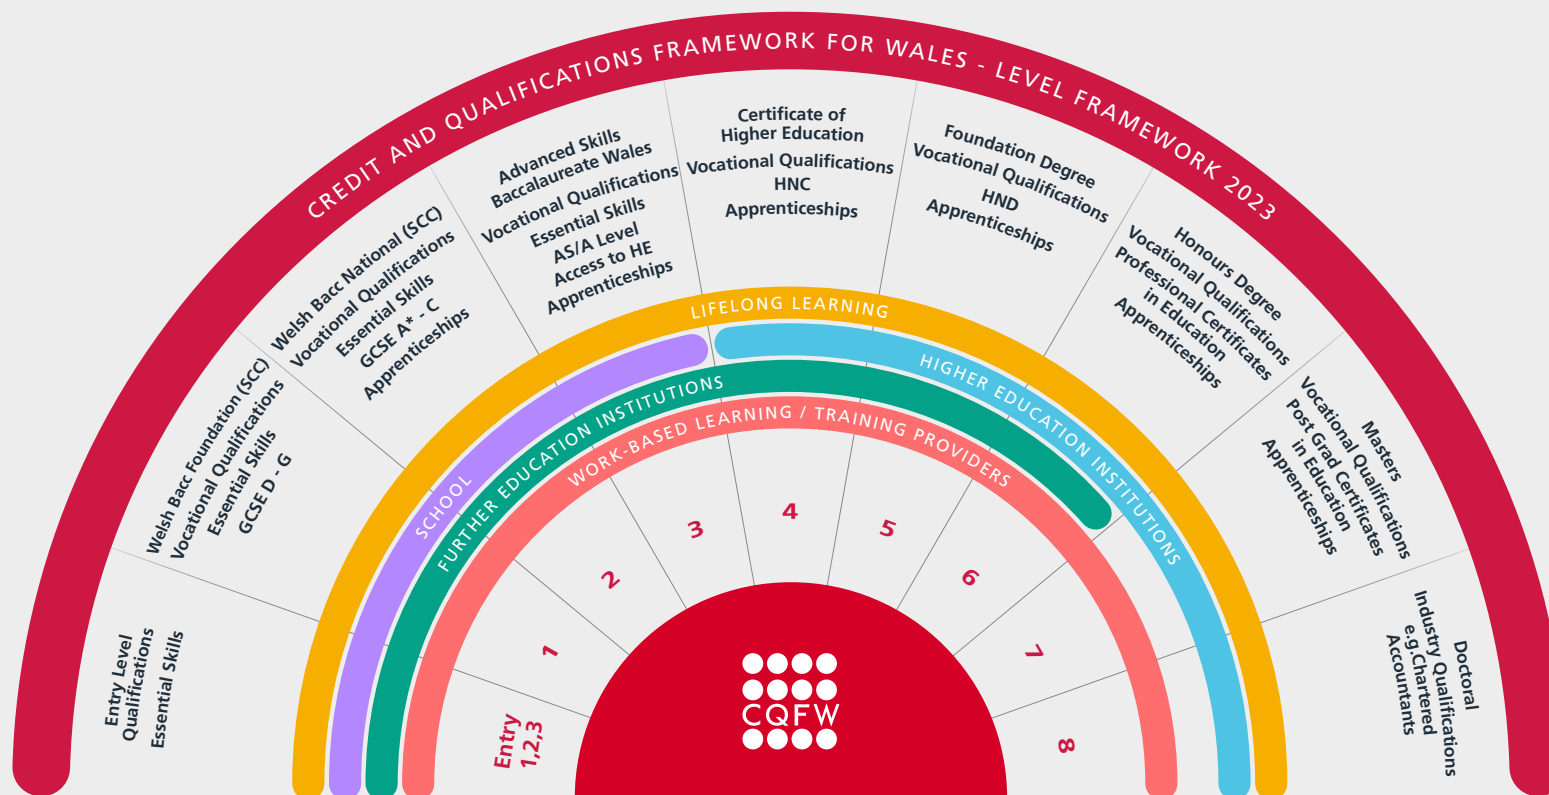 CREDIT AND QUALIFICATIONS FRAMEWORK FOR WALES - LEVEL FRAMEWORK 2023
Entry Level
Qualifications
Essential Skills
Welsh Bacc Foundation (SCC)
Vocational Qualifications
Essential Skills
GCSE D - G
Welsh Bacc National (SCC)
Vocational Qualifications
Essential Skills
GCSE A* - C
Apprenticeships
Advanced Skills
Baccalaureate Wales
Vocational Qualifications
Essential Skills
AS/A Level
Access to HE
Apprenticeships
Certificate of
Higher Education
Vocational Qualifications
HNC
Apprenticeships
Foundation Degree
Vocational Qualifications
HND
Apprenticeships
Honours Degree
Vocational Qualifications
Professional Certificates
in Education
Apprenticeships
Masters
Vocational Qualifications
Post Grad Certificates
in Education
Apprenticeships
Doctoral
Industry Qualifications
e.g.Chartered
Accountants
LIFELONG LEARNING
SCHOOL
HIGHER EDUCATION INSTITUTIONS
FURTHER EDUCATION INSTITUTIONS
WORK-BASED LEARNING / TRAINING PROVIDERS
Entry
1,2,3
1
2
3
4
5
6
7
8
CQFW